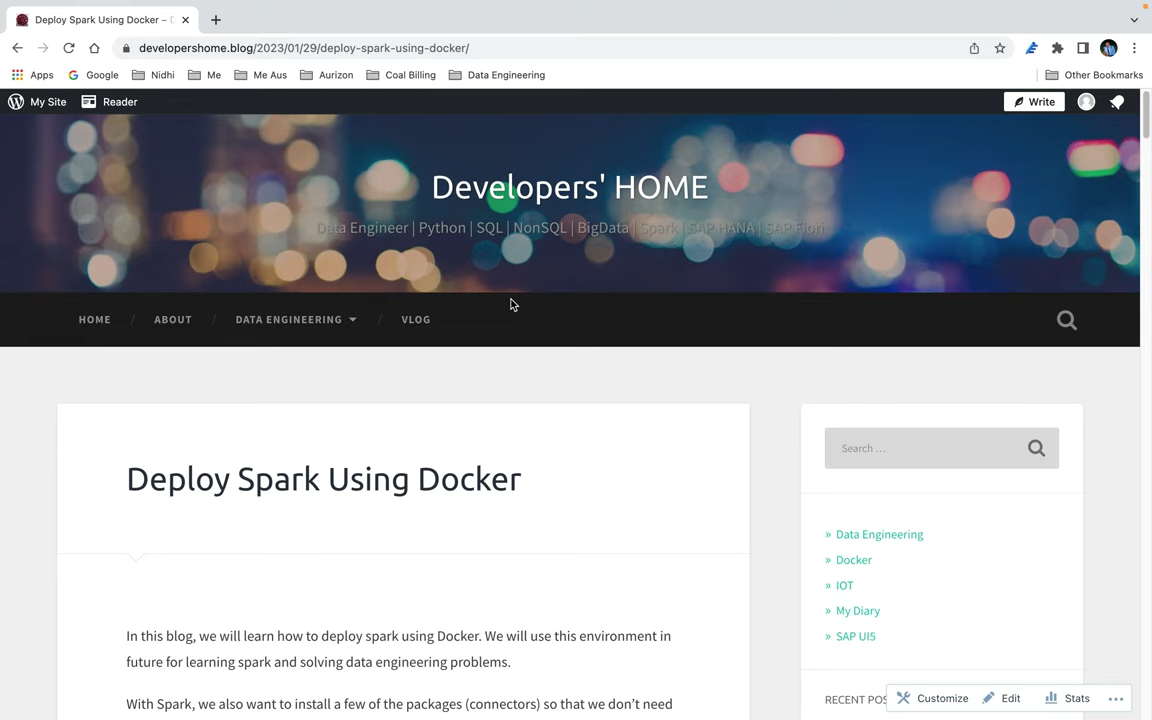 Deploy Spark Using Docker –
developershome.blog/2023/01/29/deploy-spark-using-docker/
Apps Google Nidhi Me Me Aus Aurizon Coal Billing Data Engineering Other Bookmarks
My Site Reader Write
Developers' HOME
Data Engineer | Python | SQL | NonSQL | BigData | Spark | SAP HANA | SAP Fiori
HOME / ABOUT / DATA ENGINEERING / VLOG
Deploy Spark Using Docker
Search …
» Data Engineering
» Docker
» IOT
» My Diary
» SAP UI5
In this blog, we will learn how to deploy spark using Docker. We will use this environment in
future for learning spark and solving data engineering problems.
With Spark, we also want to install a few of the packages (connectors) so that we don't need
RECENT
Customize Edit Stats